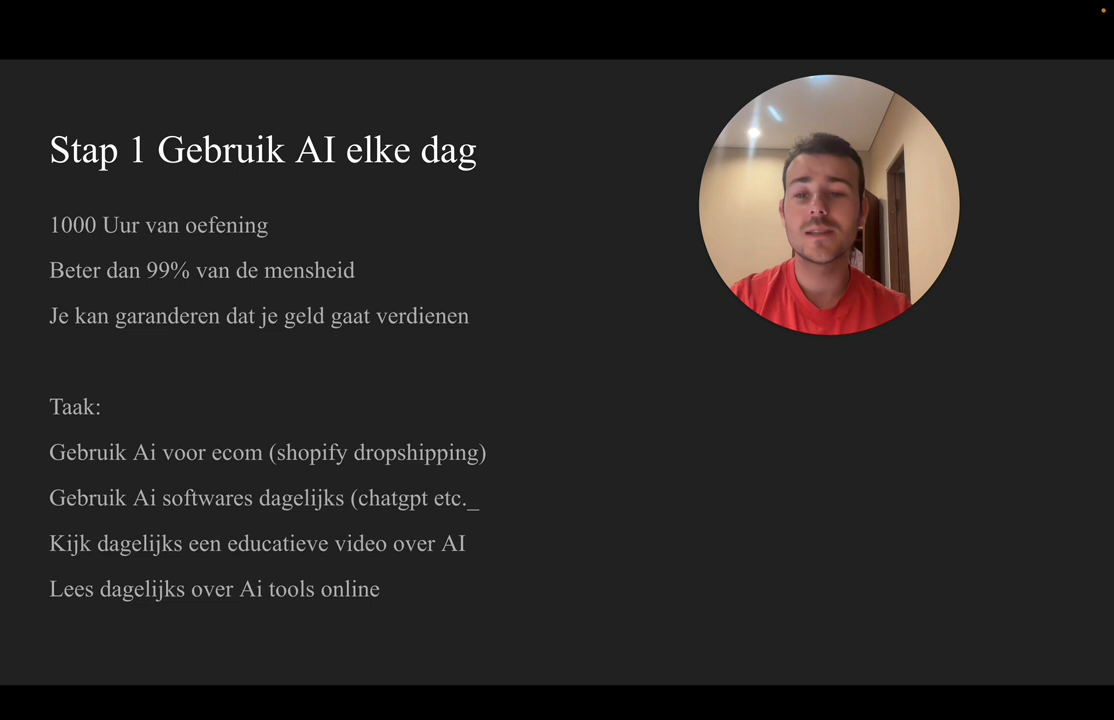 Stap 1 Gebruik AI elke dag
1000 Uur van oefening
Beter dan 99% van de mensheid
Je kan garanderen dat je geld gaat verdienen
Taak:
Gebruik Ai voor ecom (shopify dropshipping)
Gebruik Ai softwares dagelijks (chatgpt etc._
Kijk dagelijks een educatieve video over AI
Lees dagelijks over Ai tools online